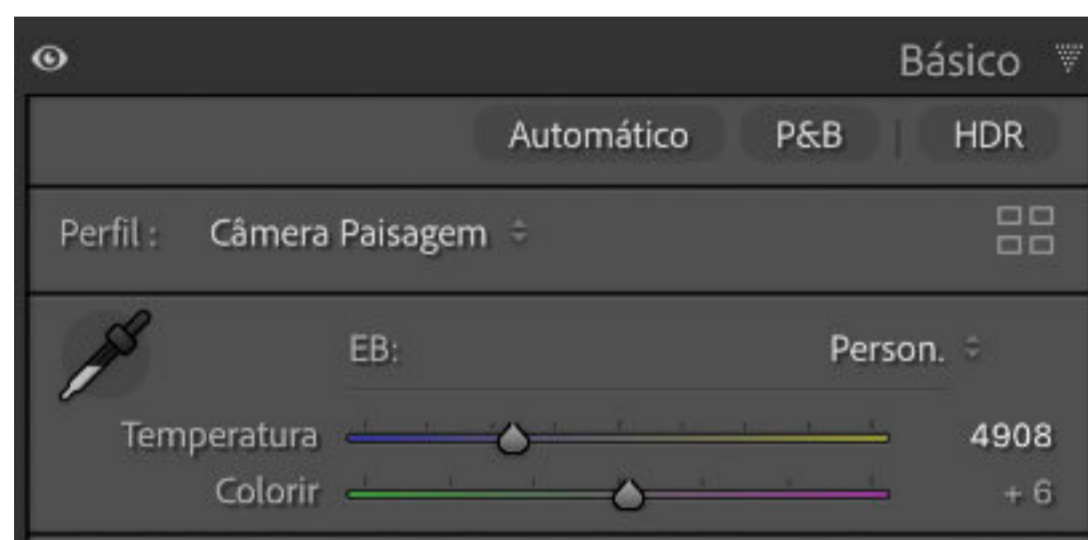 Básico
Automático P&B | HDR
Perfil : Câmera Paisagem
EB: Person.
Temperatura 4908
Colorir + 6